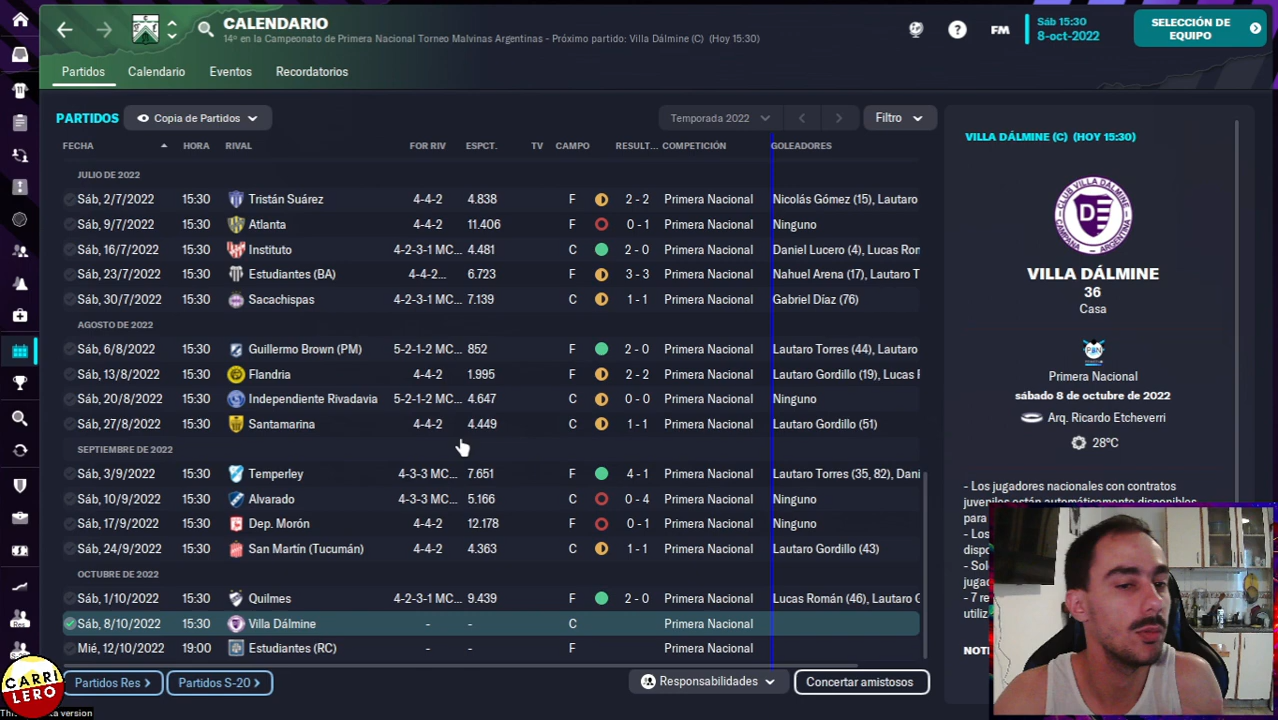 CALENDARIO
14º en la Campeonato de Primera Nacional Torneo Malvinas Argentinas - Próximo partido: Villa Dálmine (C) (Hoy 15:30)
? FM
Sáb 15:30
8-oct-2022
SELECCIÓN DE EQUIPO
Partidos Calendario Eventos Recordatorios
PARTIDOS Copia de Partidos Temporada 2022 Filtro
FECHA HORA RIVAL FOR RIV ESPCT. TV CAMPO RESULT... COMPETICIÓN GOLEADORES
JULIO DE 2022
Sáb, 2/7/2022 15:30 Tristán Suárez 4-4-2 4.838 F 2 - 2 Primera Nacional Nicolás Gómez (15), Lautaro
Sáb, 9/7/2022 15:30 Atlanta 4-4-2 11.406 F 0 - 1 Primera Nacional Ninguno
Sáb, 16/7/2022 15:30 Instituto 4-2-3-1 MC... 4.481 C 2 - 0 Primera Nacional Daniel Lucero (4), Lucas Ron
Sáb, 23/7/2022 15:30 Estudiantes (BA) 4-4-2... 6.723 F 3 - 3 Primera Nacional Nahuel Arena (17), Lautaro T
Sáb, 30/7/2022 15:30 Sacachispas 4-2-3-1 MC... 7.139 C 1 - 1 Primera Nacional Gabriel Díaz (76)
AGOSTO DE 2022
Sáb, 6/8/2022 15:30 Guillermo Brown (PM) 5-2-1-2 MC... 852 F 2 - 0 Primera Nacional Lautaro Torres (44), Lautaro
Sáb, 13/8/2022 15:30 Flandria 4-4-2 1.995 F 2 - 2 Primera Nacional Lautaro Gordillo (19), Lucas F
Sáb, 20/8/2022 15:30 Independiente Rivadavia 5-2-1-2 MC... 4.647 C 0 - 0 Primera Nacional Ninguno
Sáb, 27/8/2022 15:30 Santamarina 4-4-2 4.449 C 1 - 1 Primera Nacional Lautaro Gordillo (51)
SEPTIEMBRE DE 2022
Sáb, 3/9/2022 15:30 Temperley 4-3-3 MC... 7.651 F 4 - 1 Primera Nacional Lautaro Torres (35, 82), Dani
Sáb, 10/9/2022 15:30 Alvarado 4-3-3 MC... 5.166 C 0 - 4 Primera Nacional Ninguno
Sáb, 17/9/2022 15:30 Dep. Morón 4-4-2 12.178 F 0 - 1 Primera Nacional Ninguno
Sáb, 24/9/2022 15:30 San Martín (Tucumán) 4-4-2 4.363 C 1 - 1 Primera Nacional Lautaro Gordillo (43)
OCTUBRE DE 2022
Sáb, 1/10/2022 15:30 Quilmes 4-2-3-1 MC... 9.439 F 2 - 0 Primera Nacional Lucas Román (46), Lautaro G
Sáb, 8/10/2022 15:30 Villa Dálmine - - C Primera Nacional
Mié, 12/10/2022 19:00 Estudiantes (RC) - - F Primera Nacional
Partidos Res Partidos S-20 Responsabilidades Concertar amistosos
VILLA DÁLMINE (C) (HOY 15:30)
CLUB VILLA DALMINE
CAMPANA - ARGENTINA
VILLA DÁLMINE
36
Casa
Primera Nacional
sábado 8 de octubre de 2022
Arq. Ricardo Etcheverri
28ºC
- Los jugadores nacionales con contratos
juveniles están automáticamente disponibles
para
- Los
dispo
- Sol
jugad
- 7 re
utiliz
NOT
CARRI
LERO
version